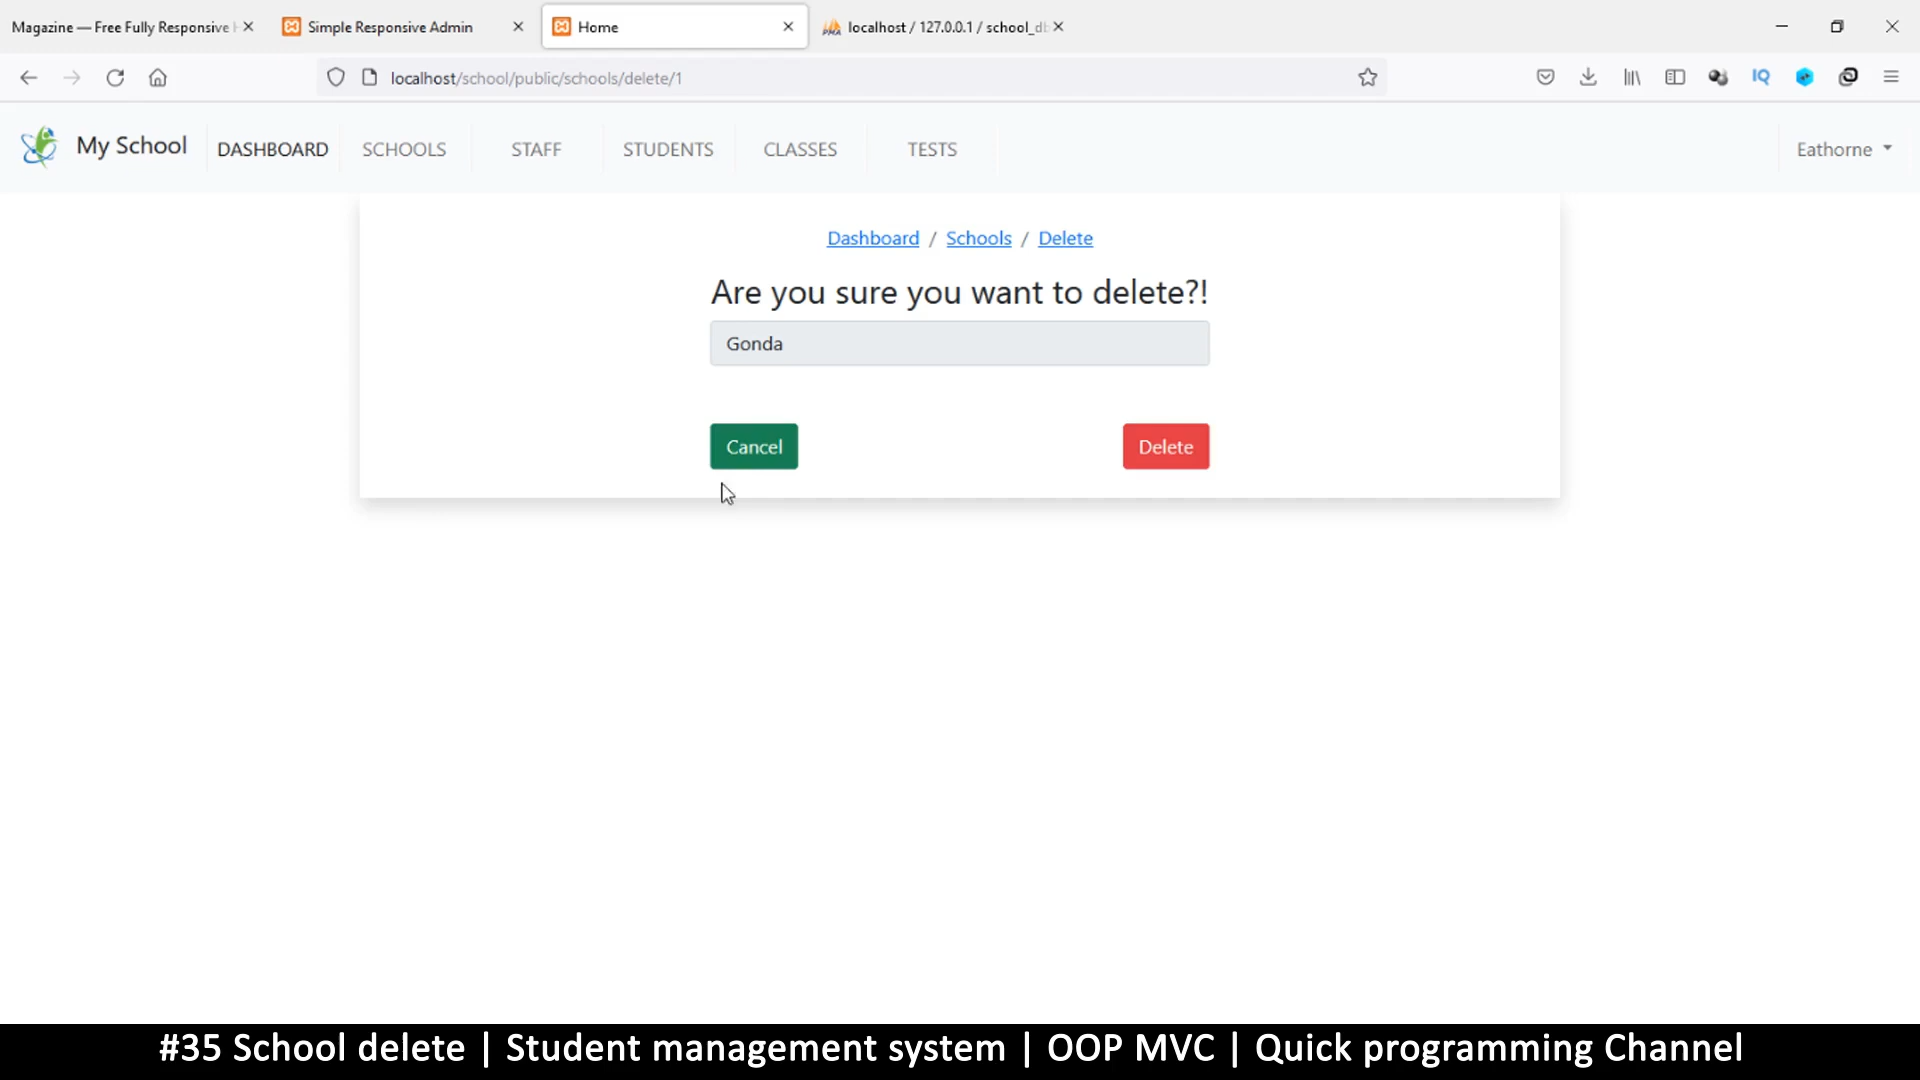 Magazine — Free Fully Responsive
Simple Responsive Admin
Home
localhost / 127.0.0.1 / school_db
localhost/school/public/schools/delete/1
IQ
My School
DASHBOARD
SCHOOLS
STAFF
STUDENTS
CLASSES
TESTS
Eathorne
Dashboard / Schools / Delete
Are you sure you want to delete?!
Gonda
Cancel
Delete
#35 School delete | Student management system | OOP MVC | Quick programming Channel